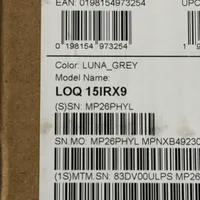 EAN: 0198154973254
UPC
0 198154 973254
Color: LUNA_GREY
Model Name:
LOQ 15IRX9
(S)SN: MP26PHYL
SN.MO: MP26PHYL MPNXB49230
(1S)MTM.SN: 83DV00ULPS MP26